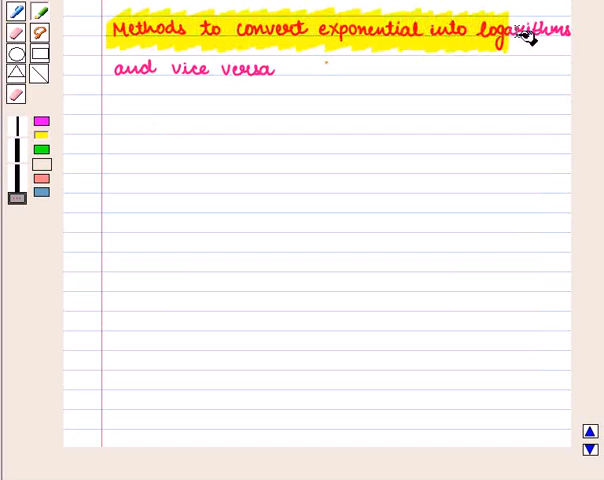 Methods to convert exponential into logarithms
and vice versa